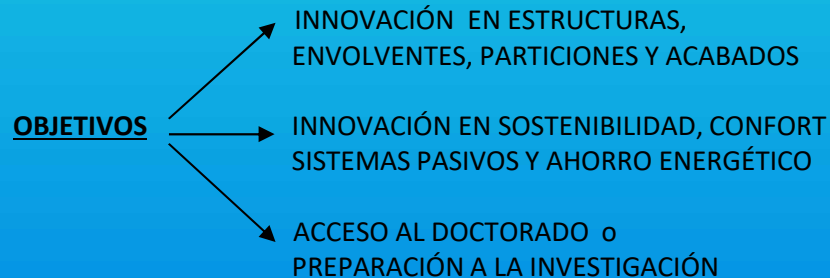 INNOVACIÓN EN ESTRUCTURAS,
ENVOLVENTES, PARTICIONES Y ACABADOS
OBJETIVOS
INNOVACIÓN EN SOSTENIBILIDAD, CONFORT
SISTEMAS PASIVOS Y AHORRO ENERGÉTICO
ACCESO AL DOCTORADO o
PREPARACIÓN A LA INVESTIGACIÓN